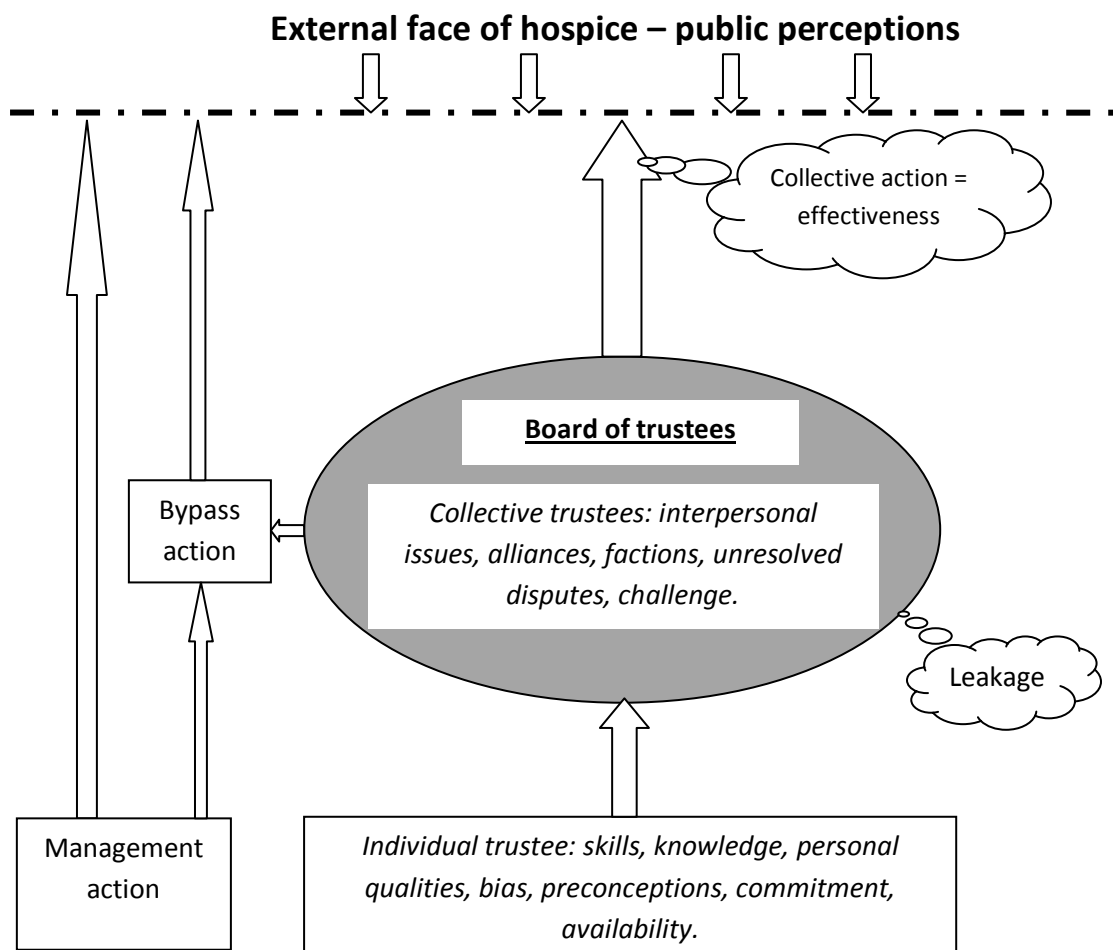 External face of hospice – public perceptions
Collective action =
effectiveness
Board of trustees
Collective trustees: interpersonal
issues, alliances, factions, unresolved
disputes, challenge.
Bypass
action
Leakage
Management
action
Individual trustee: skills, knowledge, personal
qualities, bias, preconceptions, commitment,
availability.